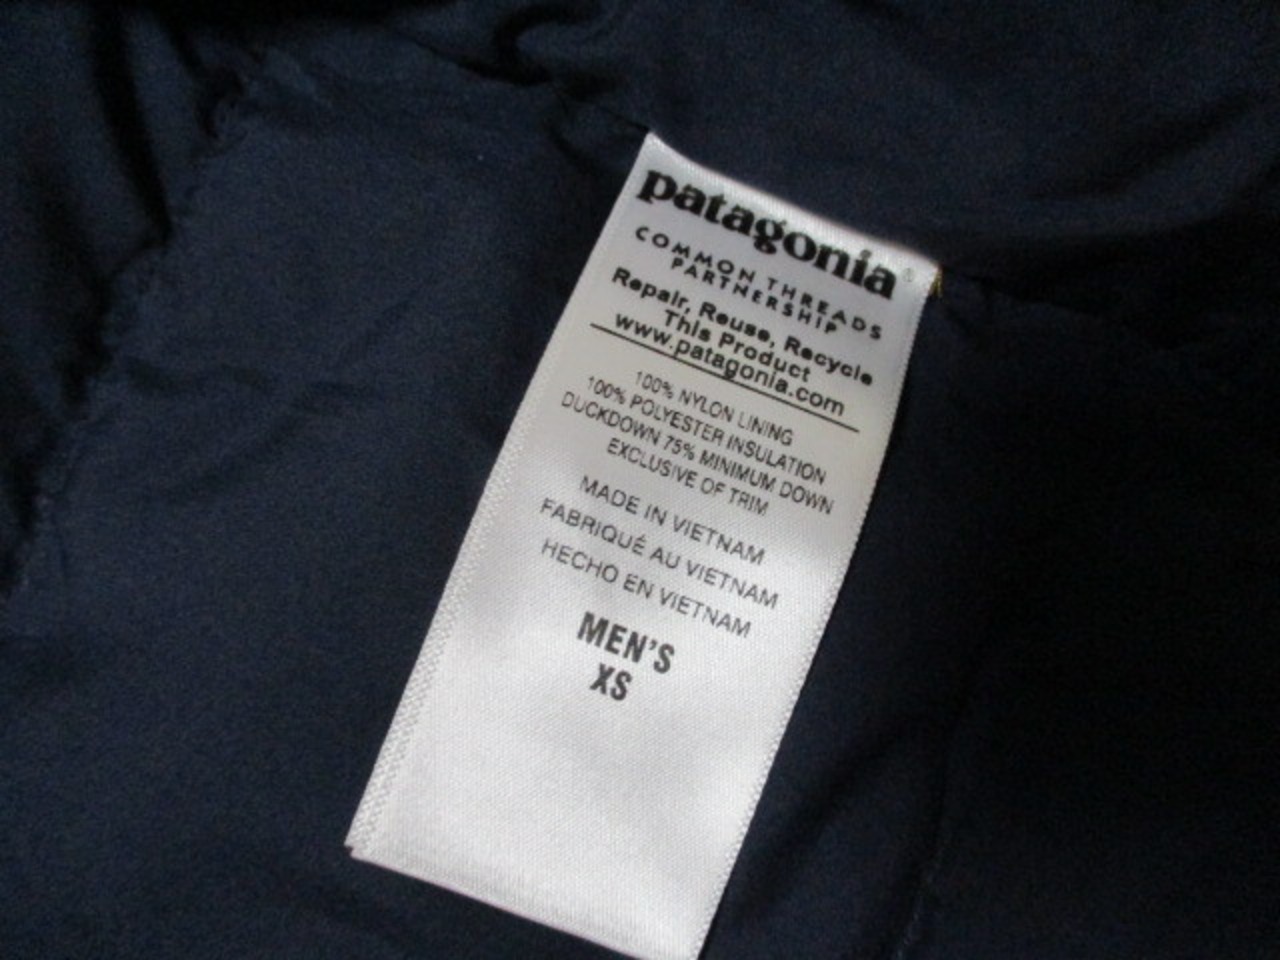 patagonia®
COMMON THREADS
PARTNERSHIP
Repair, Reuse, Recycle
This Product
www.patagonia.com
100% NYLON LINING
100% POLYESTER INSULATION
DUCKDOWN 75% MINIMUM DOWN
EXCLUSIVE OF TRIM
MADE IN VIETNAM
FABRIQUÉ AU VIETNAM
HECHO EN VIETNAM
MEN'S
XS